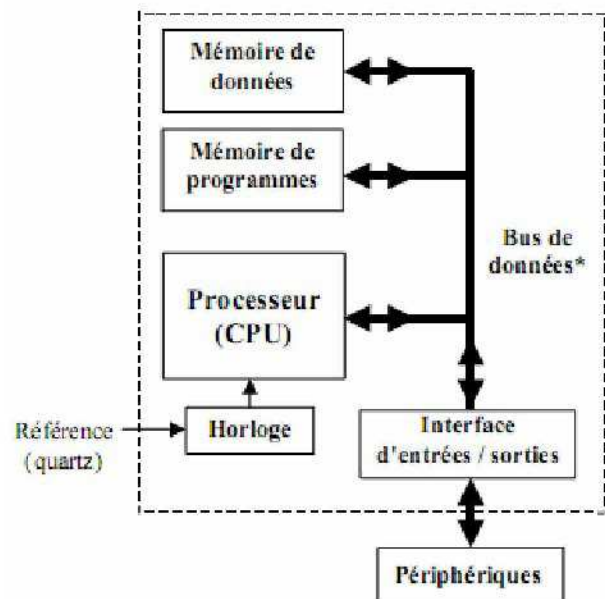 Mémoire de
données
Mémoire de
programmes
Bus de
données*
Processeur
(CPU)
Référence
(quartz)
Horloge
Interface
d'entrées / sorties
Périphériques